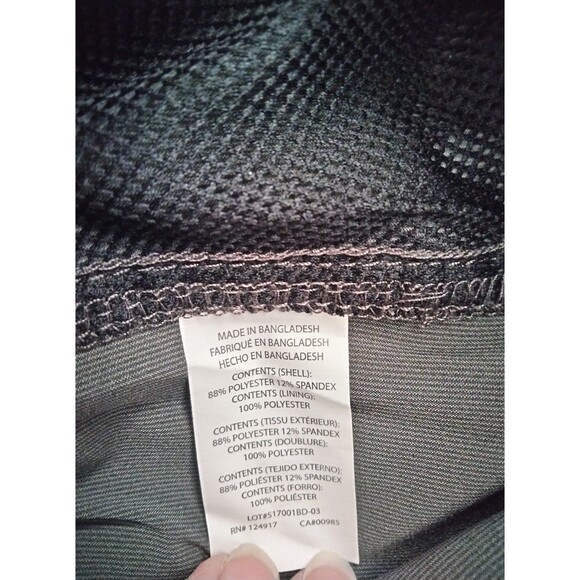 MADE IN BANGLADESH
FABRIQUÉ EN BANGLADESH
HECHO EN BANGLADESH
CONTENTS (SHELL):
88% POLYESTER 12% SPANDEX
CONTENTS (LINING):
100% POLYESTER
CONTENTS (TISSU EXTÉRIEUR):
88% POLYESTER 12% SPANDEX
CONTENTS (DOUBLURE):
100% POLYESTER
CONTENTS (TEJIDO EXTERNO):
88% POLIÉSTER 12% SPANDEX
CONTENTS (FORRO):
100% POLIÉSTER
LOT#S17001BD-03
RN# 124917 CA#00985